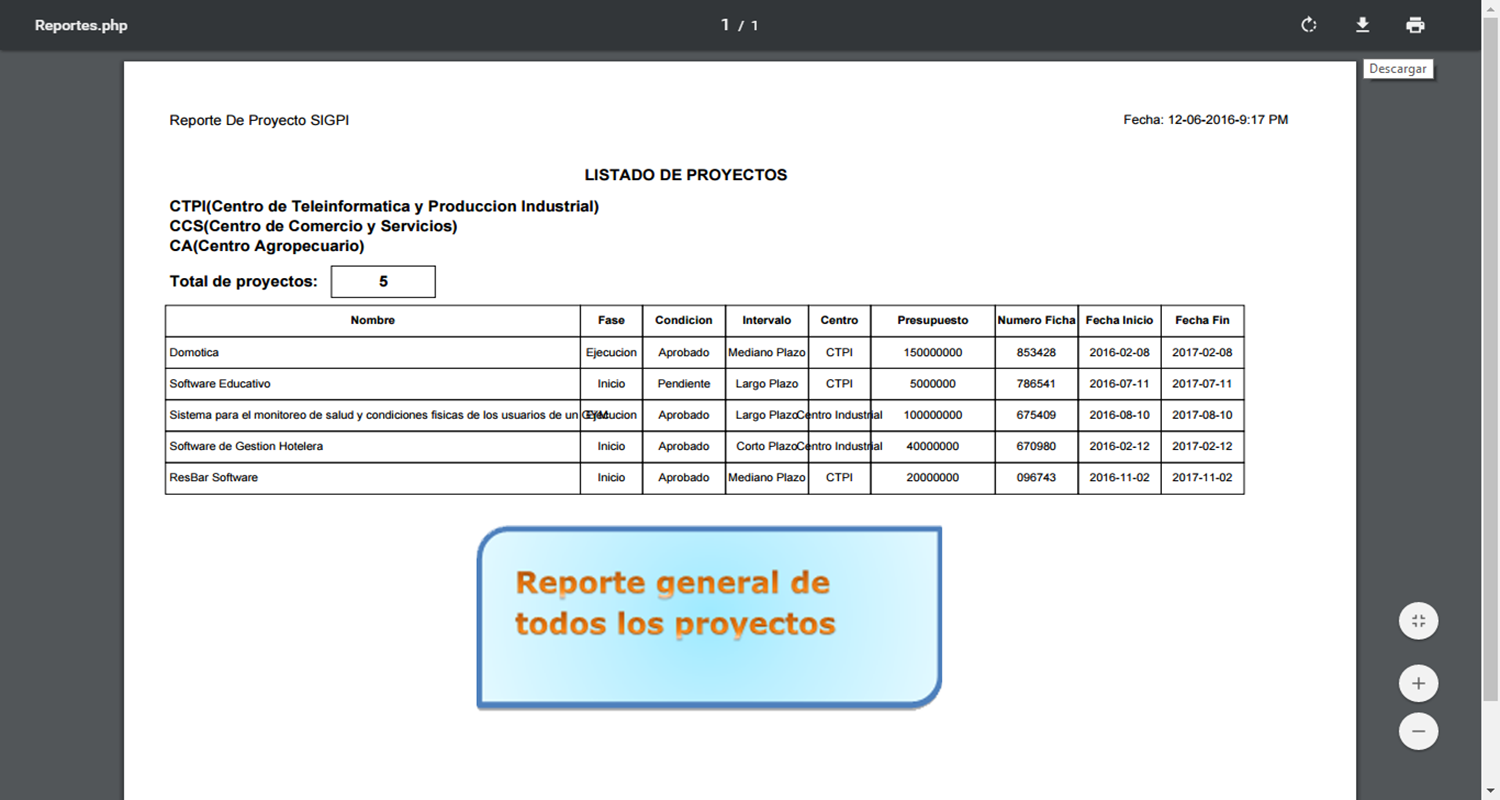 Reportes.php 1 / 1
Descargar
Reporte De Proyecto SIGPI Fecha: 12-06-2016-9:17 PM
LISTADO DE PROYECTOS
CTPI(Centro de Teleinformatica y Produccion Industrial)
CCS(Centro de Comercio y Servicios)
CA(Centro Agropecuario)
Total de proyectos: 5
Nombre Fase Condicion Intervalo Centro Presupuesto Numero Ficha Fecha Inicio Fecha Fin
Domotica Ejecucion Aprobado Mediano Plazo CTPI 150000000 853428 2016-02-08 2017-02-08
Software Educativo Inicio Pendiente Largo Plazo CTPI 5000000 786541 2016-07-11 2017-07-11
Sistema para el monitoreo de salud y condiciones fisicas de los usuarios de un GYM Ejecucion Aprobado Largo Plazo Centro Industrial 100000000 675409 2016-08-10 2017-08-10
Software de Gestion Hotelera Inicio Aprobado Corto Plazo Centro Industrial 40000000 670980 2016-02-12 2017-02-12
ResBar Software Inicio Aprobado Mediano Plazo CTPI 20000000 096743 2016-11-02 2017-11-02
Reporte general de
todos los proyectos